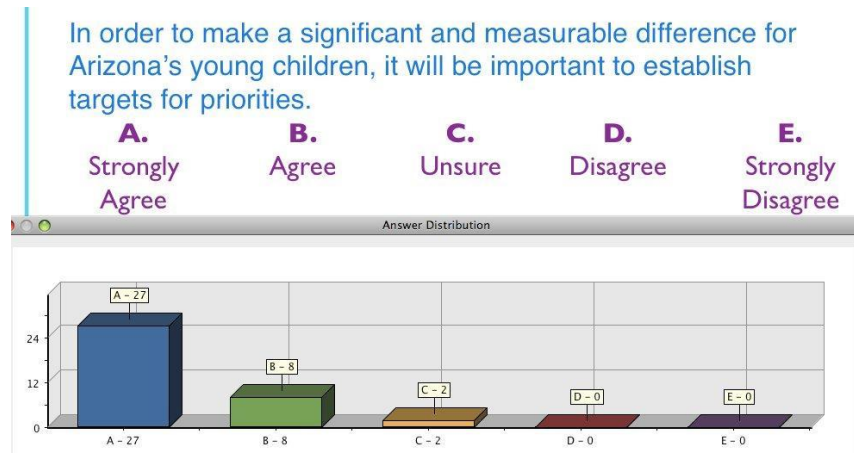 In order to make a significant and measurable difference for
Arizona's young children, it will be important to establish
targets for priorities.
A. B. C. D. E.
Strongly Agree Unsure Disagree Strongly
Agree Disagree
Answer Distribution
A - 27
B - 8
C - 2
D - 0
E - 0
24
12
0
A - 27 B - 8 C - 2 D - 0 E - 0